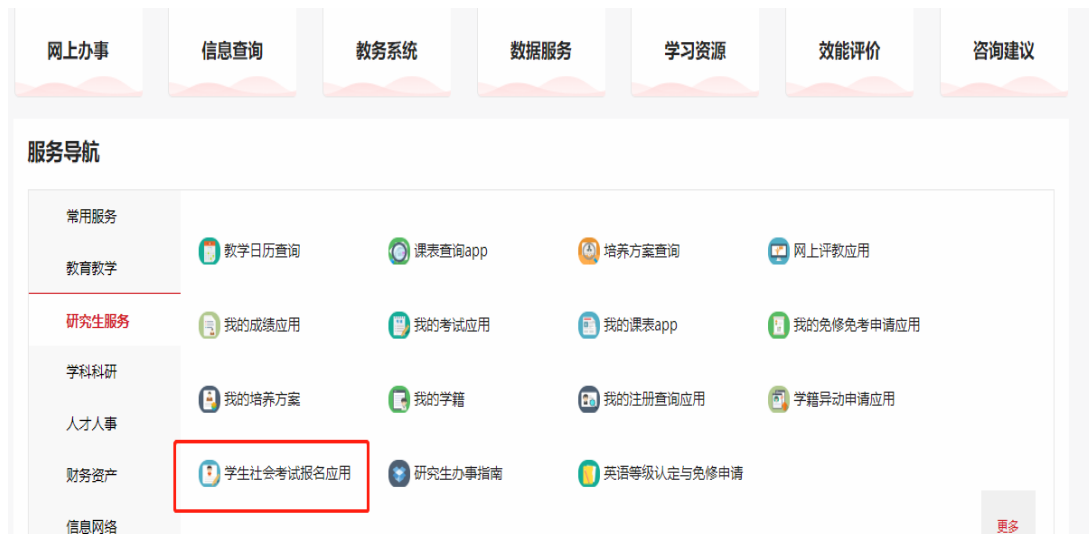 网上办事 信息查询 教务系统 数据服务 学习资源 效能评价 咨询建议
服务导航
常用服务
教学日历查询 课表查询app 培养方案查询 网上评教应用
教育教学
研究生服务 我的成绩应用 我的考试应用 我的课表app 我的免修免考申请应用
学科科研
我的培养方案 我的学籍 我的注册查询应用 学籍异动申请应用
人才人事
财务资产 学生社会考试报名应用 研究生办事指南 英语等级认定与免修申请
信息网络 更多